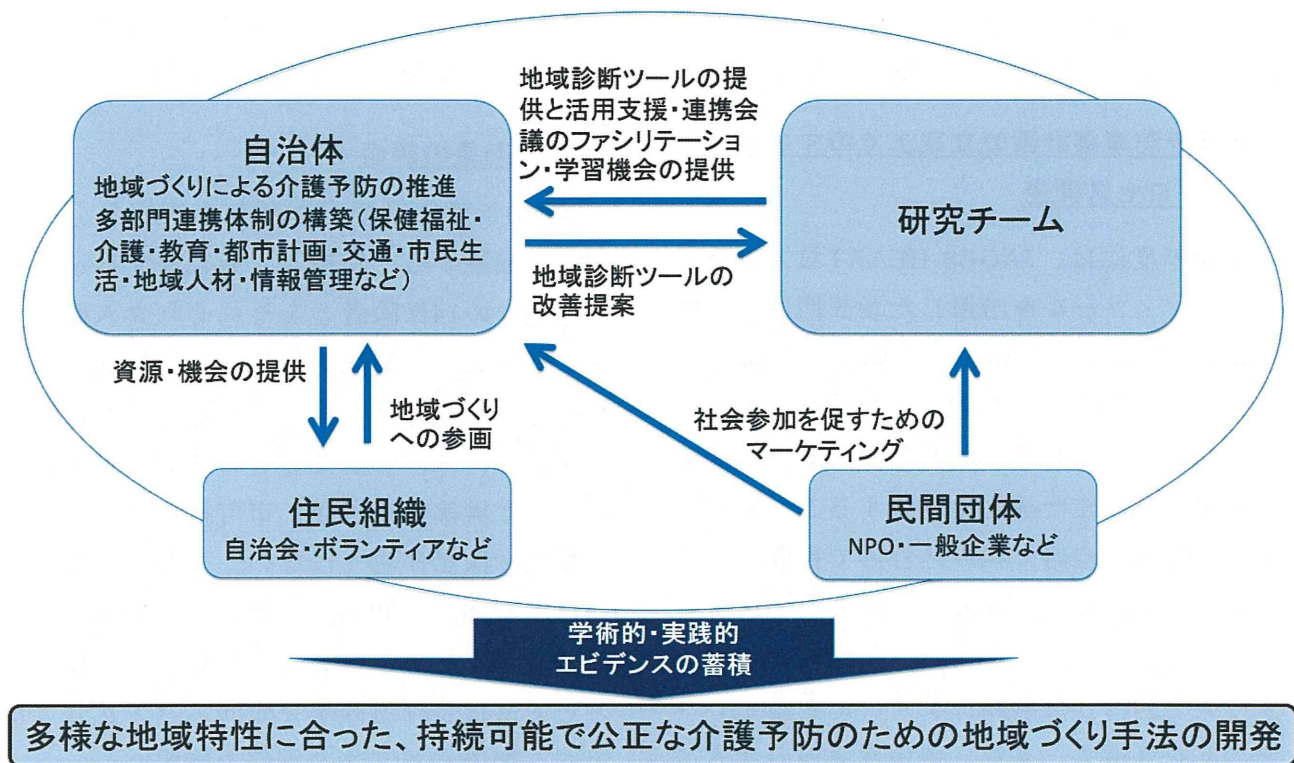 地域診断ツールの提
供と活用支援・連携会
議のファシリテーショ
ン・学習機会の提供
自治体
地域づくりによる介護予防の推進
多部門連携体制の構築(保健福祉・
介護・教育・都市計画・交通・市民生
活・地域人材・情報管理など)
研究チーム
地域診断ツールの
改善提案
資源・機会の提供
地域づくり
への参画
社会参加を促すための
マーケティング
住民組織
自治会・ボランティアなど
民間団体
NPO・一般企業など
学術的・実践的
エビデンスの蓄積
多様な地域特性に合った、持続可能で公正な介護予防のための地域づくり手法の開発